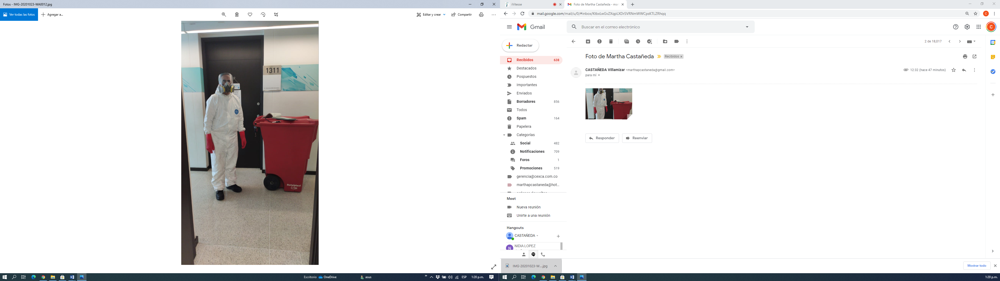 Fotos - IMG-20201023-WA0012.jpg
Ver todas las fotos
Agregar a...
Editar y crear
Compartir
1311
Rotoplast
EXTRA
iVitesse
Foto de Martha Castañeda - mar
mail.google.com/mail/u/0/#inbox/KtbxLwGvZXqpLXDrSVRNmWWCpsKTLZRhqq
C
Gmail
Buscar en el correo electrónico
C
Redactar
2 de 18,017
Recibidos 638
Destacados
Pospuestos
Importantes
Enviados
Borradores 856
Todos
Spam 164
Papelera
Categorías
Social 482
Notificaciones 709
Foros 1
Promociones 519
gerencia@cexca.com.co
marthapcastaneda@hot...
Meet
Nueva reunión
Unirte a una reunión
Hangouts
CASTAÑEDA
N NIDIA LOPEZ
Foto de Martha Castañeda
Recibidos x
CASTAÑEDA Villamizar <marthapcastaneda@gmail.com>
12:32 (hace 47 minutos)
para mí
Responder
Reenviar
IMG-20201023-W....jpg
Mostrar todo
Escritorio
OneDrive
asus
ESP
1:20 p.m.
1:20 p.m.